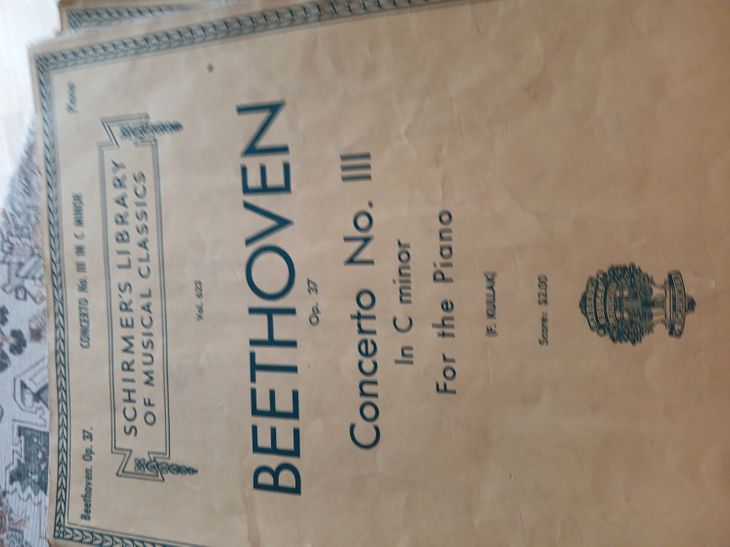 Beethoven. Op. 37. CONCERTO No. III IN C MINOR Piano
SCHIRMER'S LIBRARY
OF MUSICAL CLASSICS
Vol. 623
BEETHOVEN
Op. 37
Concerto No. III
In C minor
For the Piano
(F. KULLAK)
Score: $2.00